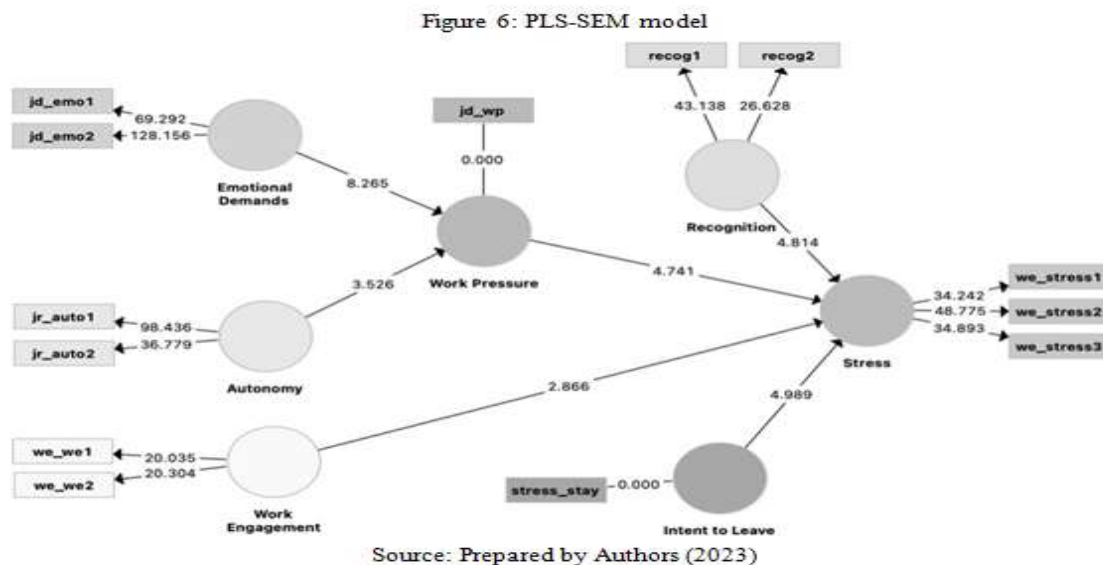 Figure 6: PLS-SEM model
recog1
recog2
jd_emo1
jd_emo2
69.292
128.156
Emotional
Demands
jd_wp
0.000
43.138
26.628
Recognition
8.265
4.814
Work Pressure
3.526
4.741
jr_auto1
jr_auto2
98.436
36.779
Autonomy
we_stress1
we_stress2
we_stress3
34.242
48.775
34.893
Stress
2.866
4.989
we_we1
we_we2
20.035
20.304
Work
Engagement
stress_stay
0.000
Intent to Leave
Source: Prepared by Authors (2023)